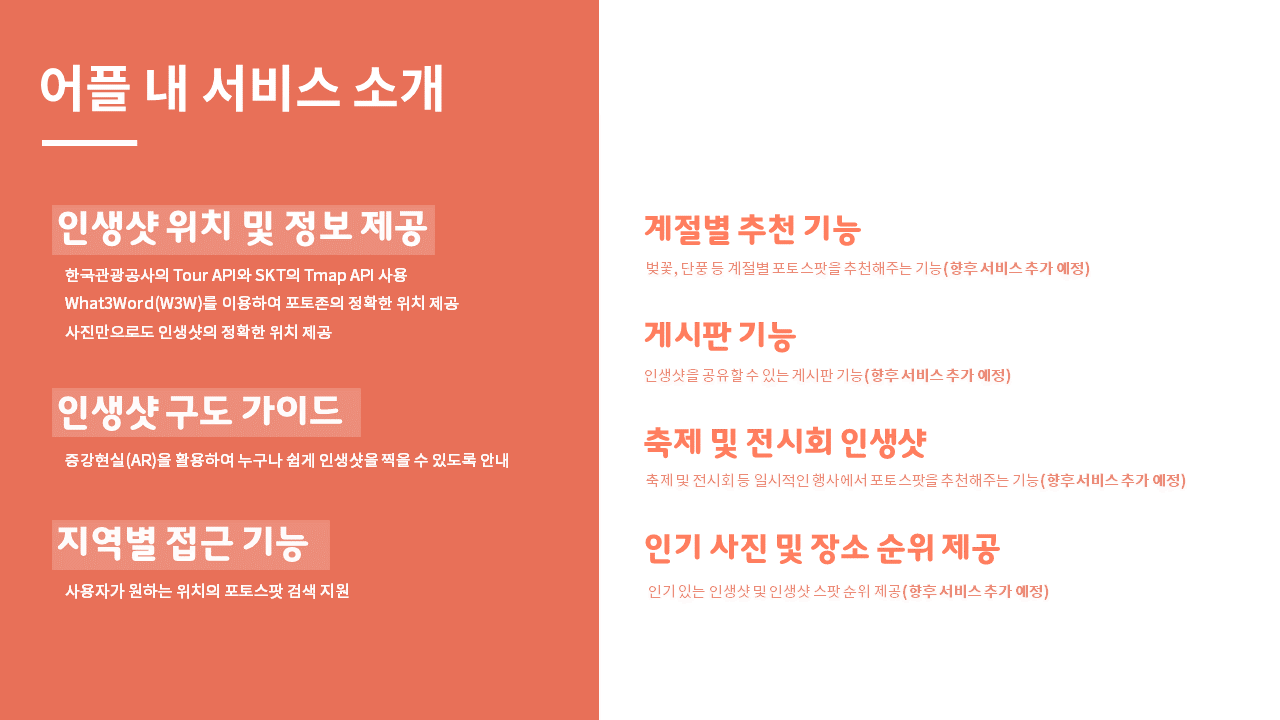 어플 내 서비스 소개
인생샷 위치 및 정보 제공
한국관광공사의 Tour API와 SKT의 Tmap API 사용
What3Word(W3W)를 이용하여 포토존의 정확한 위치 제공
사진만으로도 인생샷의 정확한 위치 제공
인생샷 구도 가이드
증강현실(AR)을 활용하여 누구나 쉽게 인생샷을 찍을 수 있도록 안내
지역별 접근 기능
사용자가 원하는 위치의 포토스팟 검색 지원
계절별 추천 기능
벚꽃, 단풍 등 계절별 포토스팟을 추천해주는 기능(향후 서비스 추가 예정)
게시판 기능
인생샷을 공유할 수 있는 게시판 기능(향후 서비스 추가 예정)
축제 및 전시회 인생샷
축제 및 전시회 등 일시적인 행사에서 포토스팟을 추천해주는 기능(향후 서비스 추가 예정)
인기 사진 및 장소 순위 제공
인기 있는 인생샷 및 인생샷 스팟 순위 제공(향후 서비스 추가 예정)